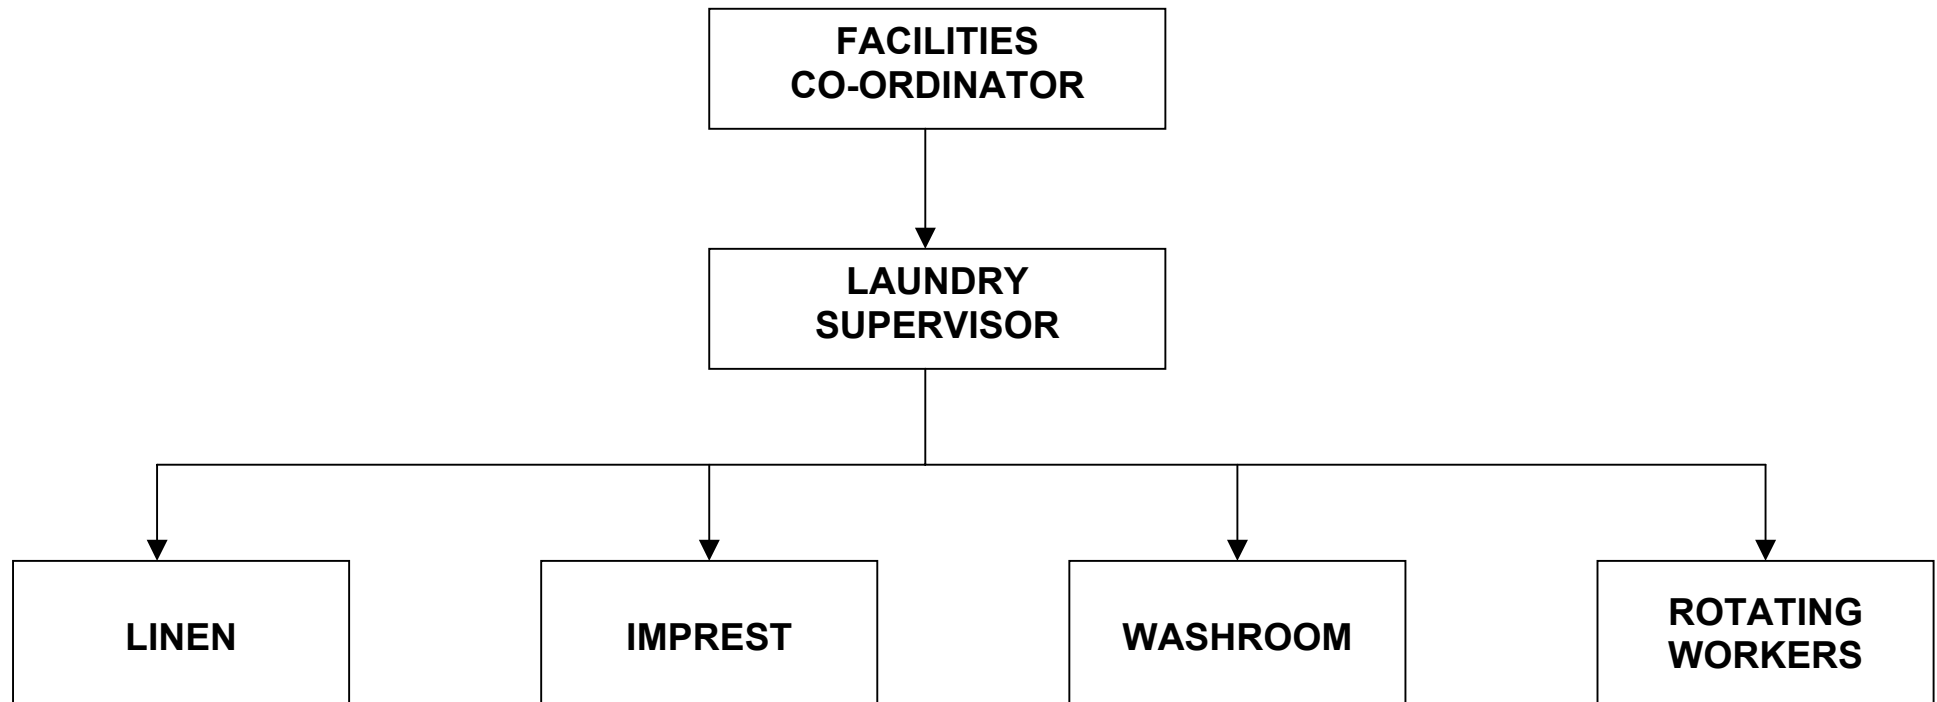 FACILITIES
CO-ORDINATOR
LAUNDRY
SUPERVISOR
LINEN
IMPREST
WASHROOM
ROTATING
WORKERS